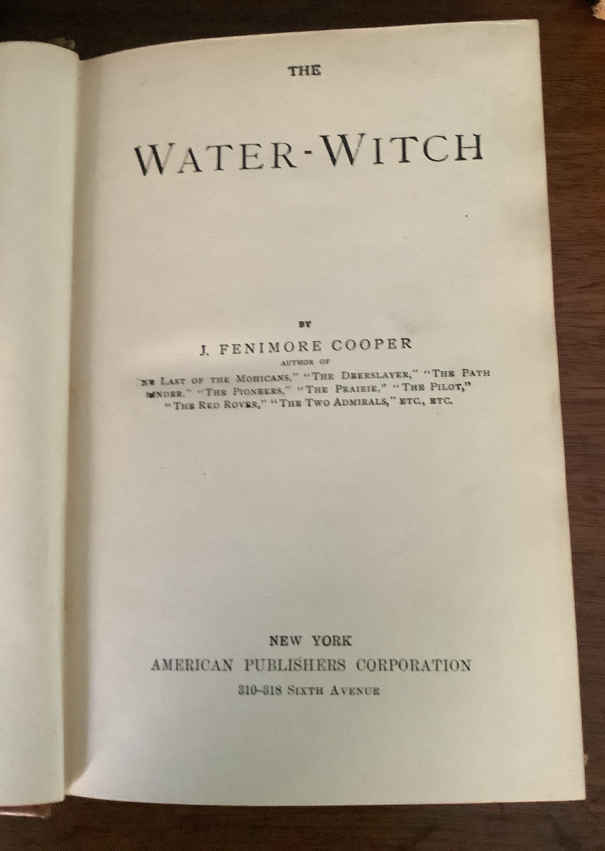 THE
WATER-WITCH
BY
J. FENIMORE COOPER
AUTHOR OF
LAST OF THE MOHICANS," "THE DEERSLAYER," "THE PATH
"THE PIONEERS," "THE PRAIRIE," "THE PILOT,"
"THE RED ROVER," "THE TWO ADMIRALS," ETC., ETC.
NEW YORK
AMERICAN PUBLISHERS CORPORATION
310-318 SIXTH AVENUE